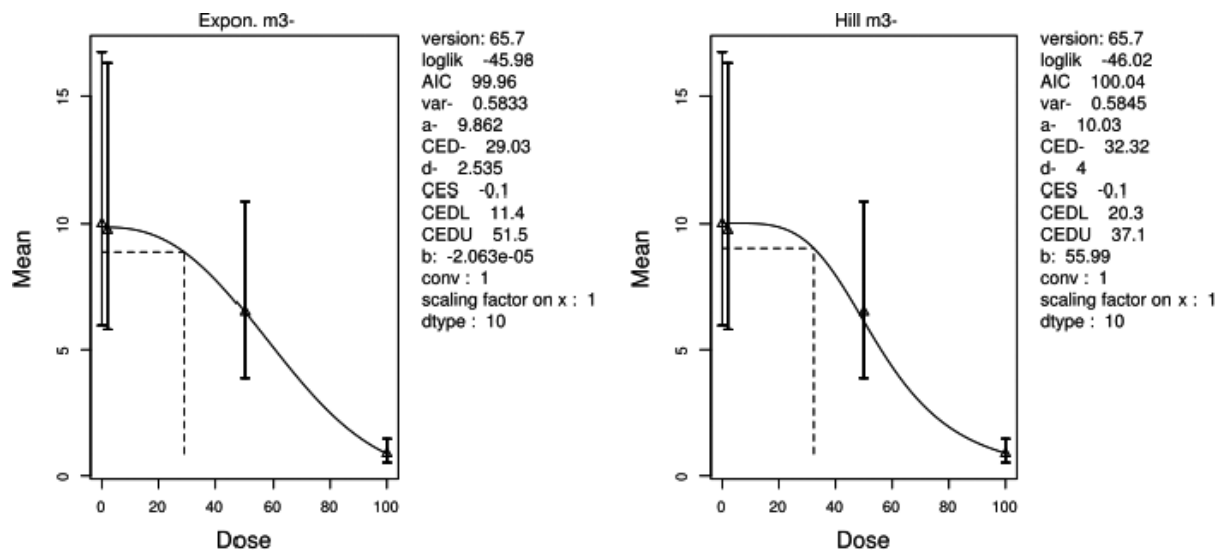 Expon. m3-
version: 65.7
loglik -45.98
AIC 99.96
var- 0.5833
a- 9.862
CED- 29.03
d- 2.535
CES -0.1
CEDL 11.4
CEDU 51.5
b: -2.063e-05
conv : 1
scaling factor on x : 1
dtype : 10
Mean
15
10
5
0
0 20 40 60 80 100
Dose
Hill m3-
version: 65.7
loglik -46.02
AIC 100.04
var- 0.5845
a- 10.03
CED- 32.32
d- 4
CES -0.1
CEDL 20.3
CEDU 37.1
b: 55.99
conv : 1
scaling factor on x : 1
dtype : 10
Mean
15
10
5
0
0 20 40 60 80 100
Dose